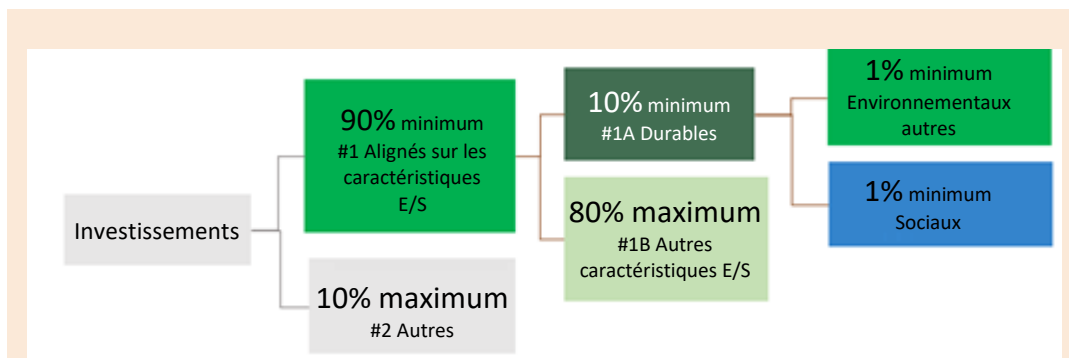 Investissements
90% minimum
#1 Alignés sur les
caractéristiques
E/S
10% maximum
#2 Autres
10% minimum
#1A Durables
80% maximum
#1B Autres
caractéristiques E/S
1% minimum
Environnementaux
autres
1% minimum
Sociaux